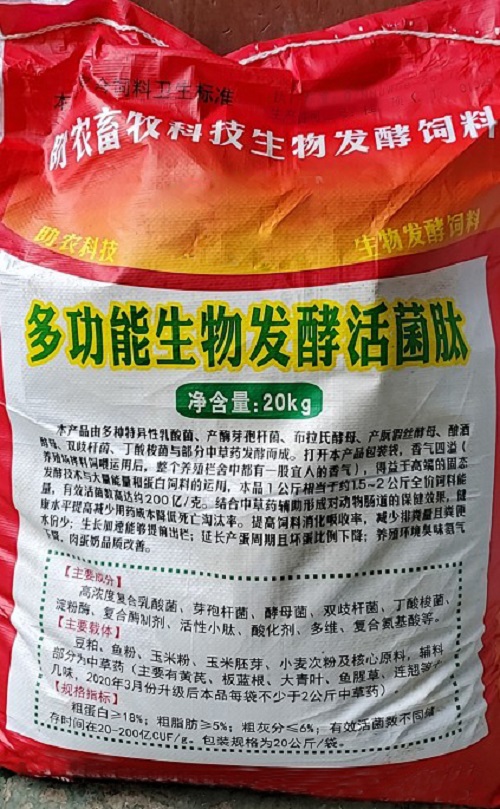 饲料卫生标准
助农畜牧科技生物发酵饲料
助农科技
生物发酵饲料
多功能生物发酵活菌肽
净含量:20kg
本产品由多种特异性乳酸菌、产酶芽孢杆菌、布拉氏酵母、产朊假丝酵母、酿酒
酵母、双歧杆菌、丁酸梭菌与部分中草药发酵而成。打开本产品包装袋，香气四溢（
养殖场拌料饲喂运用后，整个养殖栏舍中都有一股宜人的香气），得益于高端的固态
发酵技术与大量能量和蛋白饲料的运用，本品1公斤相当于约1.5~2公斤全价饲料能
量，有效活菌数高达约200亿/克。结合中草药辅助形成对动物肠道的保健效果，健
康水平提高减少用药成本降低死亡淘汰率。提高饲料消化吸收率，减少排粪量且粪便
水份少；生长加速能够提前出栏；延长产蛋周期且坏蛋比例下降；养殖环境臭味氨气
下降，肉蛋奶品质改善。
【主要成分】
高浓度复合乳酸菌、芽孢杆菌、酵母菌、双歧杆菌、丁酸梭菌、
淀粉酶、复合酶制剂、活性小肽、酸化剂、多维、复合氨基酸等。
【主要载体】
豆粕、鱼粉、玉米粉、玉米胚芽、小麦次粉及核心原料，辅料
部分为中草药（主要有黄芪、板蓝根、大青叶、鱼腥草、连翘等
几味，2020年3月份升级后本品每袋不少于2公斤中草药）
【规格指标】
粗蛋白≥18%；粗脂肪≥5%；粗灰分≤6%；有效活菌数不同储
存时间在20-200亿CUF/g。包装规格为20公斤/袋。